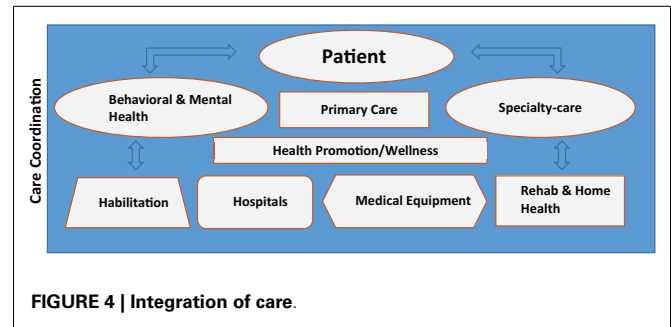 Care Coordination
Patient
Behavioral & Mental
Health
Primary Care
Specialty-care
Health Promotion/Wellness
Habilitation
Hospitals
Medical Equipment
Rehab & Home
Health
FIGURE 4 | Integration of care.